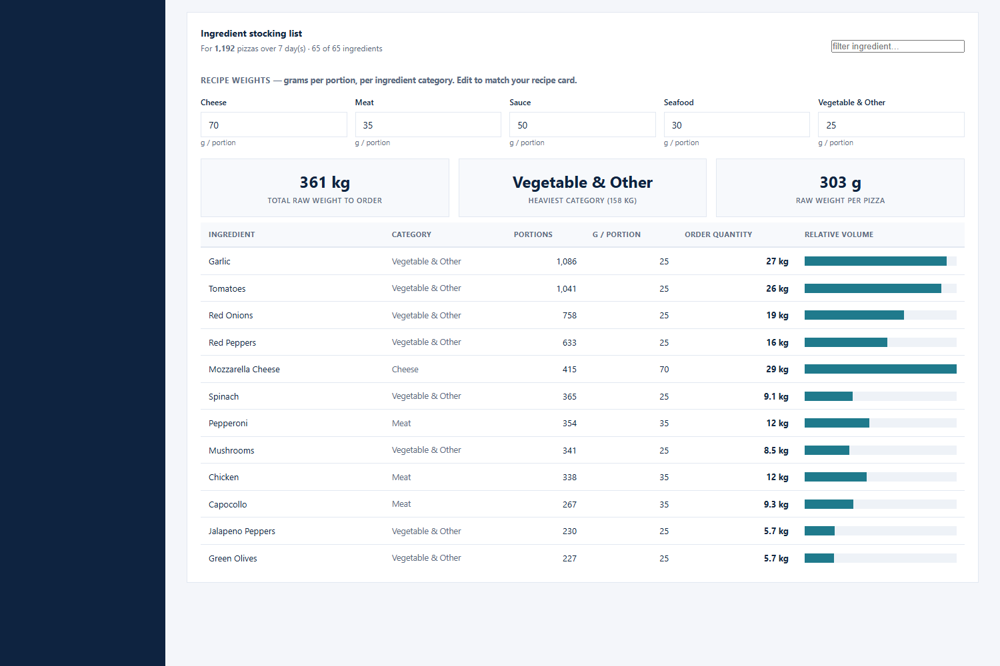 Ingredient stocking list
For 1,192 pizzas over 7 day(s) · 65 of 65 ingredients
filter ingredient...
RECIPE WEIGHTS — grams per portion, per ingredient category. Edit to match your recipe card.
Cheese Meat Sauce Seafood Vegetable & Other
70 35 50 30 25
g / portion g / portion g / portion g / portion g / portion
361 kg Vegetable & Other 303 g
TOTAL RAW WEIGHT TO ORDER HEAVIEST CATEGORY (158 KG) RAW WEIGHT PER PIZZA
INGREDIENT CATEGORY PORTIONS G / PORTION ORDER QUANTITY RELATIVE VOLUME
Garlic Vegetable & Other 1,086 25 27 kg
Tomatoes Vegetable & Other 1,041 25 26 kg
Red Onions Vegetable & Other 758 25 19 kg
Red Peppers Vegetable & Other 633 25 16 kg
Mozzarella Cheese Cheese 415 70 29 kg
Spinach Vegetable & Other 365 25 9.1 kg
Pepperoni Meat 354 35 12 kg
Mushrooms Vegetable & Other 341 25 8.5 kg
Chicken Meat 338 35 12 kg
Capocollo Meat 267 35 9.3 kg
Jalapeno Peppers Vegetable & Other 230 25 5.7 kg
Green Olives Vegetable & Other 227 25 5.7 kg